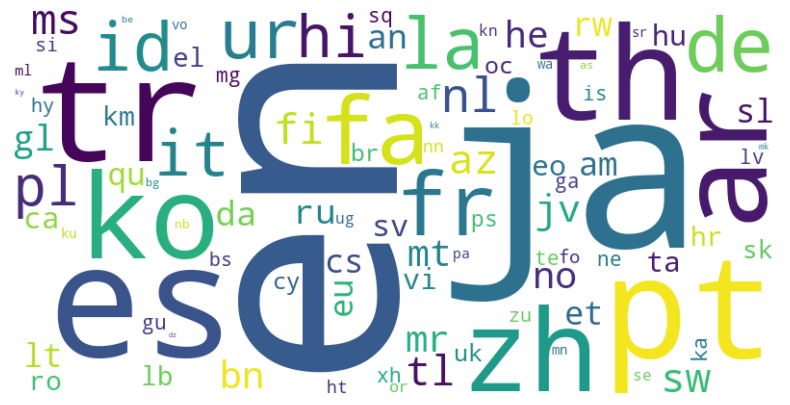 ms
si
ml
ky
be
vo
id
el
ur
hi
sq
an
la
oc
kn
he
wa
rw
as
sr
hu
de
tr
hy
km
mg
it
gl
pl
qu
bg
ko
nb
ca
ku
da
en
fi
fa
br
af
nn
kk
nl
az
fr
ja
th
is
lo
sl
lv
mk
ar
eo
am
ga
jv
ru
ug
sv
ps
bs
cs
cy
eu
mt
pa
vi
te
fo
no
ne
ta
hr
sk
es
gu
dz
lt
ro
lb
bn
ht
xh
or
mr
tl
uk
zh
zu
mn
et
pt
se
sw
ka